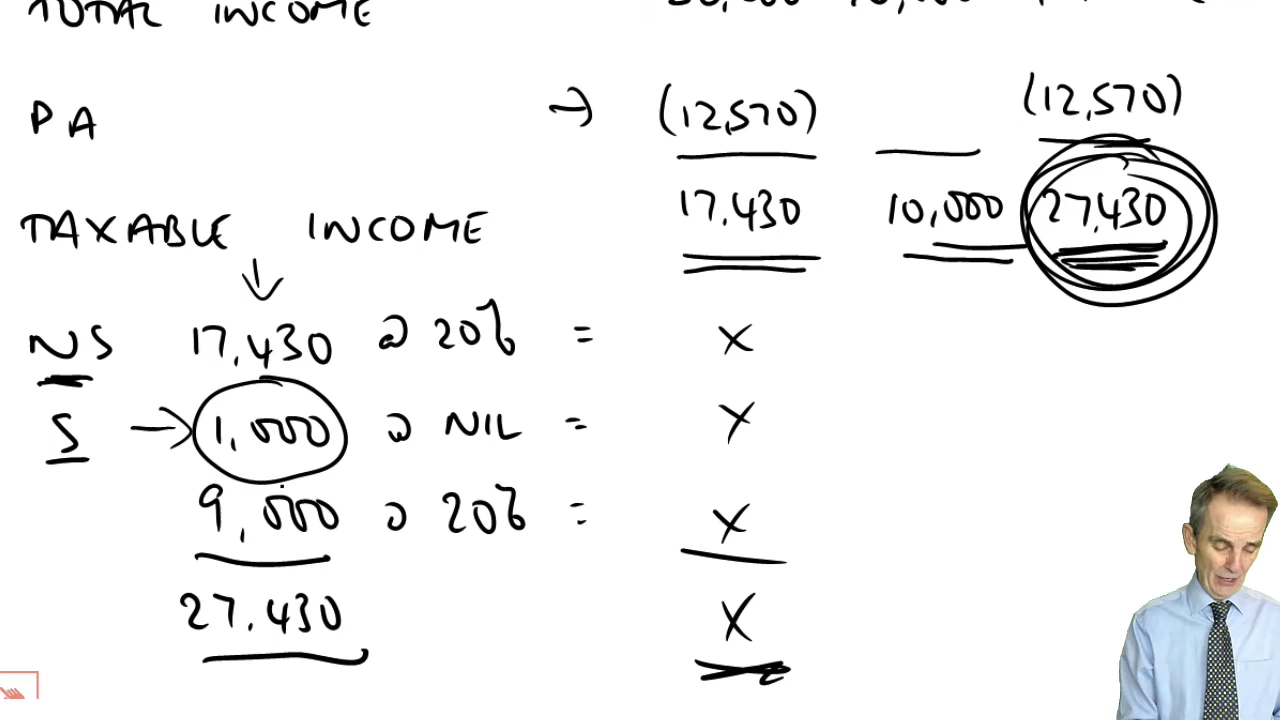 TOTAL INCOME
PA → (12,570) (12,570)
17,430 10,000 27,430
TAXABLE INCOME
↓
NS 17,430 @ 20% = X
S → 1,000 @ NIL = X
9,000 @ 20% = X
27,430 X